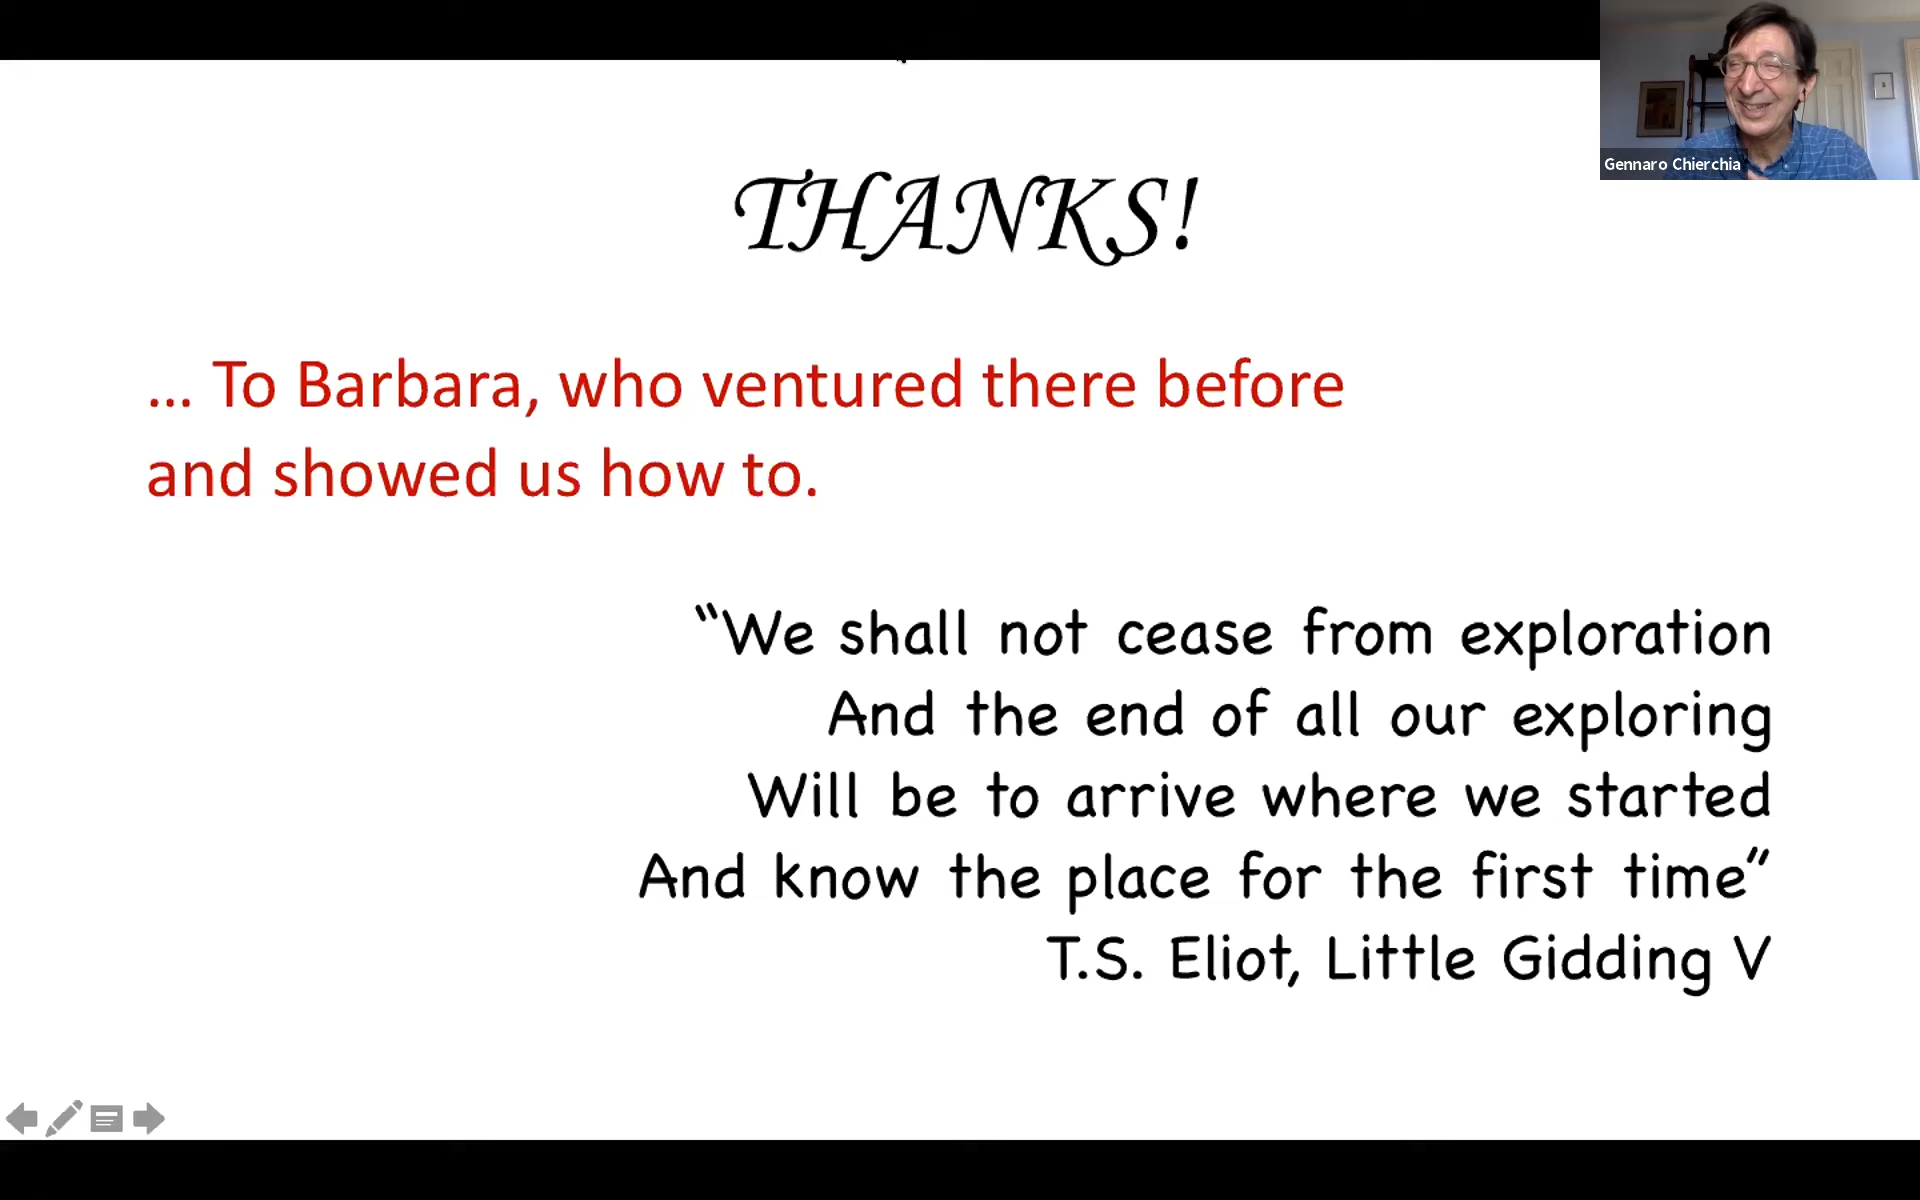 Gennaro Chierchia
THANKS!
... To Barbara, who ventured there before
and showed us how to.
“We shall not cease from exploration
And the end of all our exploring
Will be to arrive where we started
And know the place for the first time”
T.S. Eliot, Little Gidding V